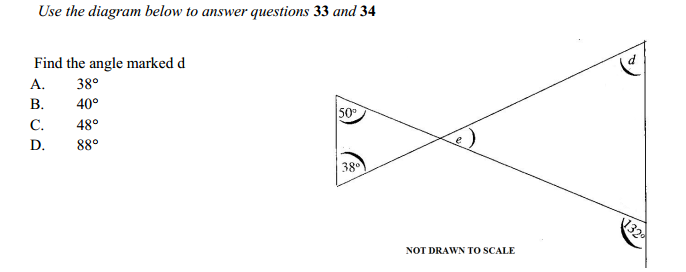 Use the diagram below to answer questions 33 and 34
Find the angle marked d
A. 38°
B. 40°
C. 48°
D. 88°
d
50°
e
38°
132°
NOT DRAWN TO SCALE